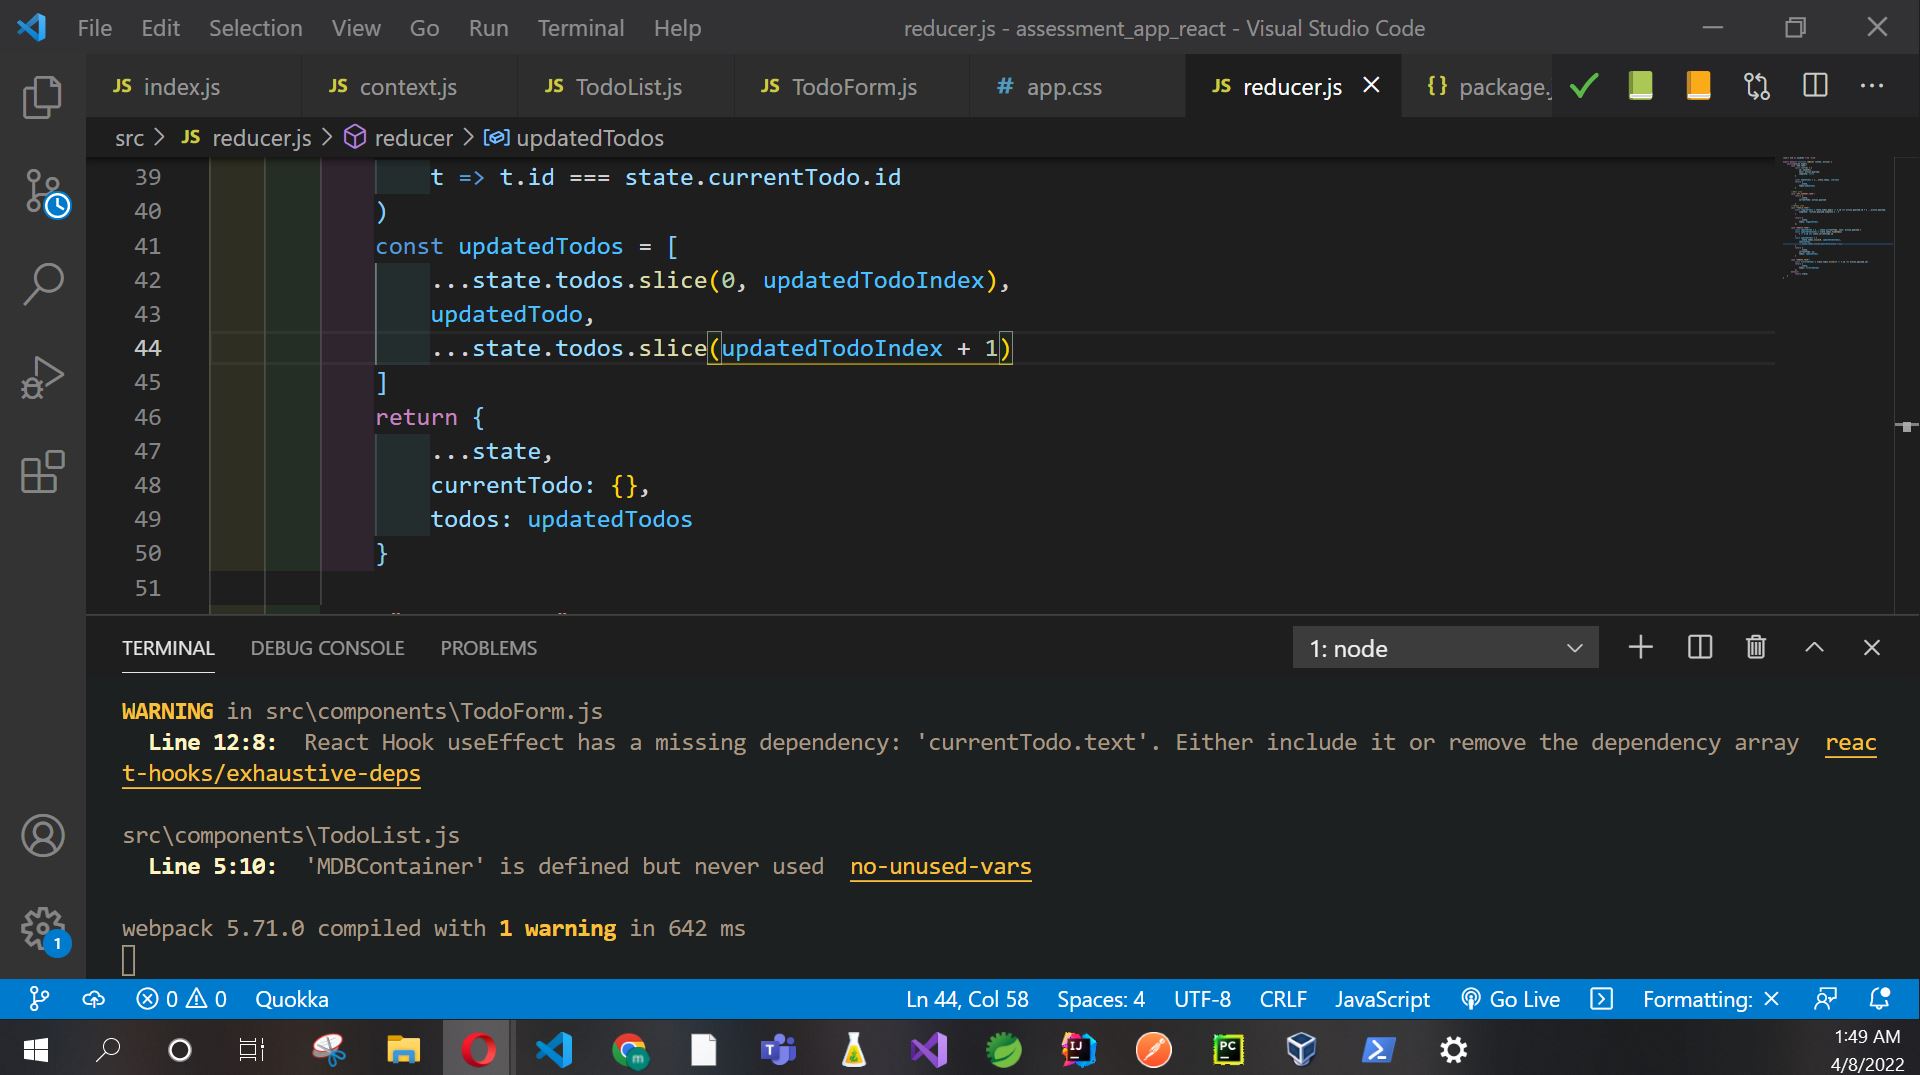 File Edit Selection View Go Run Terminal Help reducer.js - assessment_app_react - Visual Studio Code
JS index.js JS context.js JS TodoList.js JS TodoForm.js # app.css JS reducer.js {} package.
src > JS reducer.js > reducer > updatedTodos
39 t => t.id === state.currentTodo.id
40 )
41 const updatedTodos = [
42 ...state.todos.slice(0, updatedTodoIndex),
43 updatedTodo,
44 ...state.todos.slice(updatedTodoIndex + 1)
45 ]
46 return {
47 ...state,
48 currentTodo: {},
49 todos: updatedTodos
50 }
51
TERMINAL DEBUG CONSOLE PROBLEMS 1: node
WARNING in src\components\TodoForm.js
Line 12:8: React Hook useEffect has a missing dependency: 'currentTodo.text'. Either include it or remove the dependency array reac
t-hooks/exhaustive-deps
src\components\TodoList.js
Line 5:10: 'MDBContainer' is defined but never used no-unused-vars
webpack 5.71.0 compiled with 1 warning in 642 ms
1
0 0 Quokka Ln 44, Col 58 Spaces: 4 UTF-8 CRLF JavaScript Go Live Formatting: ×
1:49 AM
4/8/2022